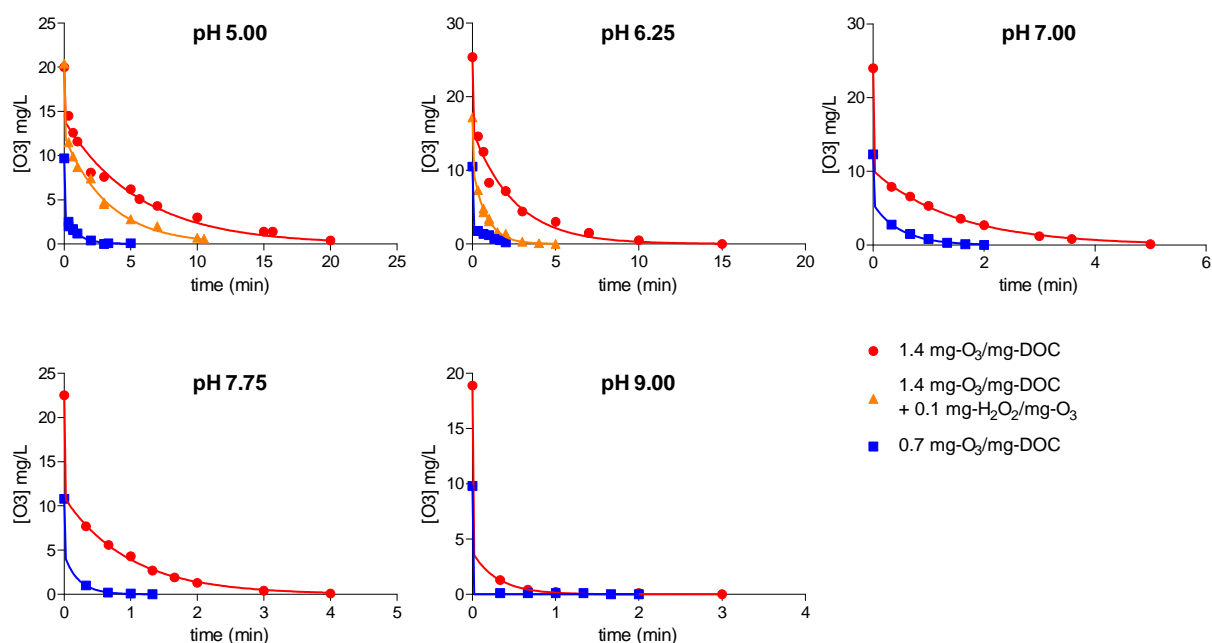 pH 5.00
25
20
15
10
5
0
[O3] mg/L
0 5 10 15 20 25
time (min)
pH 6.25
30
20
10
0
[O3] mg/L
0 5 10 15 20
time (min)
pH 7.00
30
20
10
0
[O3] mg/L
0 2 4 6
time (min)
pH 7.75
25
20
15
10
5
0
[O3] mg/L
0 1 2 3 4 5
time (min)
pH 9.00
20
15
10
5
0
[O3] mg/L
0 1 2 3 4
time (min)
1.4 mg-O₃/mg-DOC
1.4 mg-O₃/mg-DOC
+ 0.1 mg-H₂O₂/mg-O₃
0.7 mg-O₃/mg-DOC